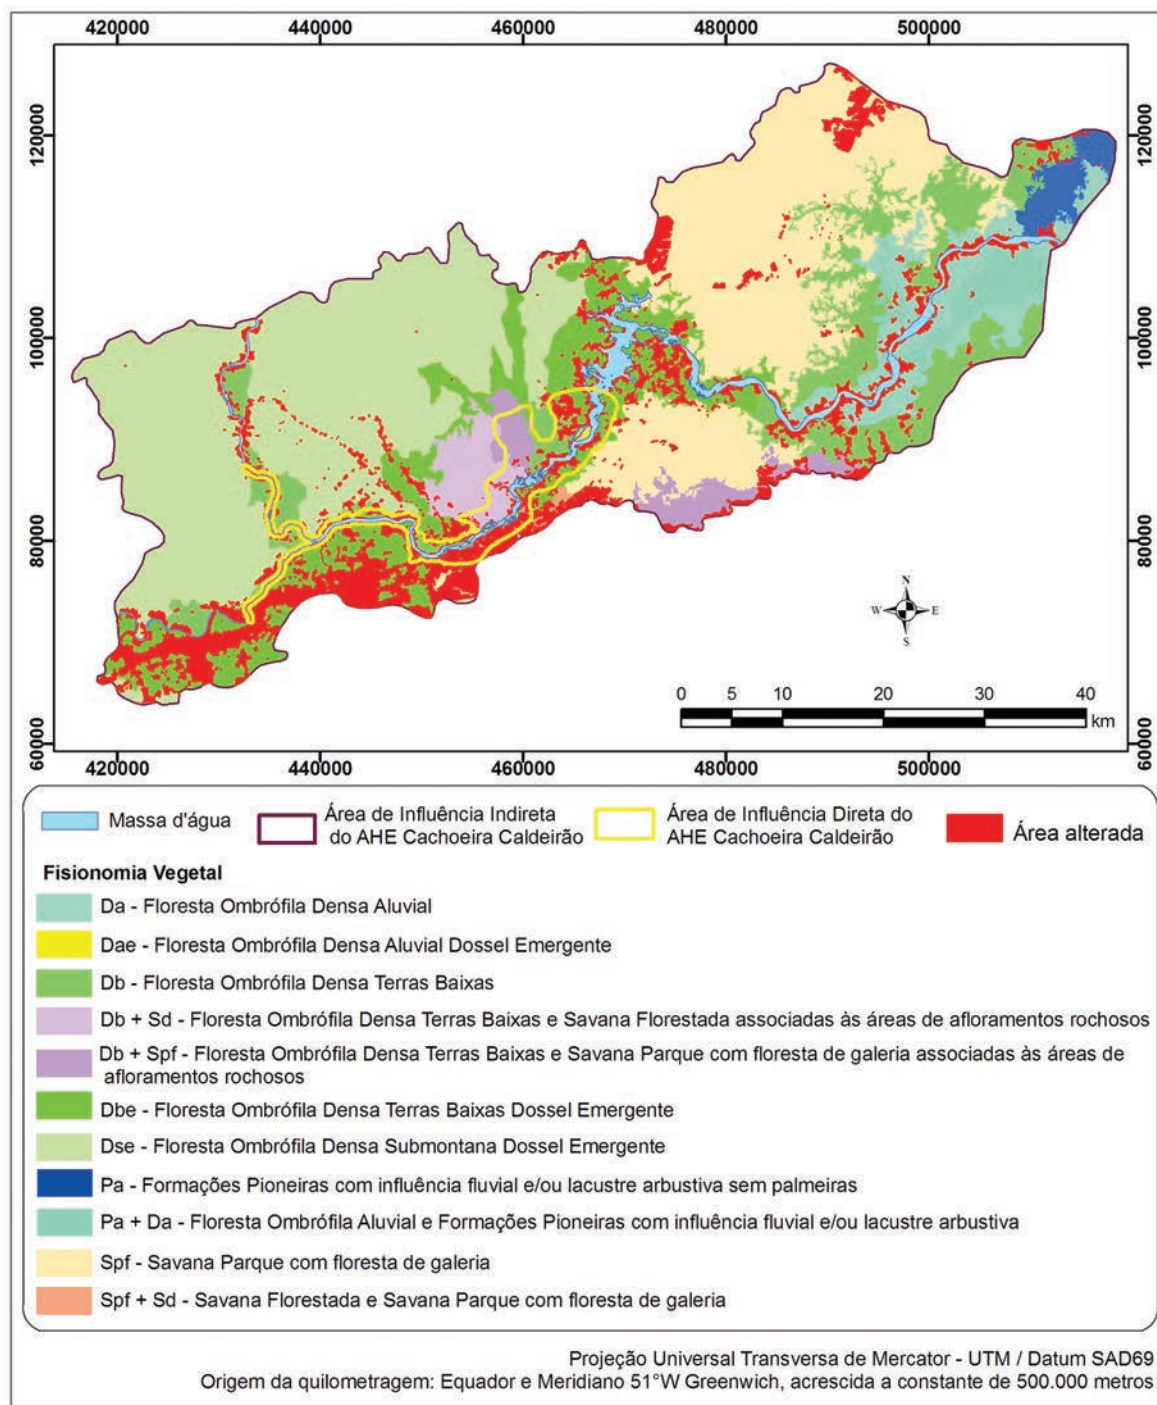 420000 440000 460000 480000 500000
120000 120000
100000 100000
80000 80000
60000 60000
N
W E
S
0 5 10 20 30 40
km
420000 440000 460000 480000 500000
Massa d'água
Área de Influência Indireta
do AHE Cachoeira Caldeirão
Área de Influência Direta do
AHE Cachoeira Caldeirão
Área alterada
Fisionomia Vegetal
Da - Floresta Ombrófila Densa Aluvial
Dae - Floresta Ombrófila Densa Aluvial Dossel Emergente
Db - Floresta Ombrófila Densa Terras Baixas
Db + Sd - Floresta Ombrófila Densa Terras Baixas e Savana Florestada associadas às áreas de afloramentos rochosos
Db + Spf - Floresta Ombrófila Densa Terras Baixas e Savana Parque com floresta de galeria associadas às áreas de
afloramentos rochosos
Dbe - Floresta Ombrófila Densa Terras Baixas Dossel Emergente
Dse - Floresta Ombrófila Densa Submontana Dossel Emergente
Pa - Formações Pioneiras com influência fluvial e/ou lacustre arbustiva sem palmeiras
Pa + Da - Floresta Ombrófila Aluvial e Formações Pioneiras com influência fluvial e/ou lacustre arbustiva
Spf - Savana Parque com floresta de galeria
Spf + Sd - Savana Florestada e Savana Parque com floresta de galeria
Projeção Universal Transversa de Mercator - UTM / Datum SAD69
Origem da quilometragem: Equador e Meridiano 51°W Greenwich, acrescida a constante de 500.000 metros